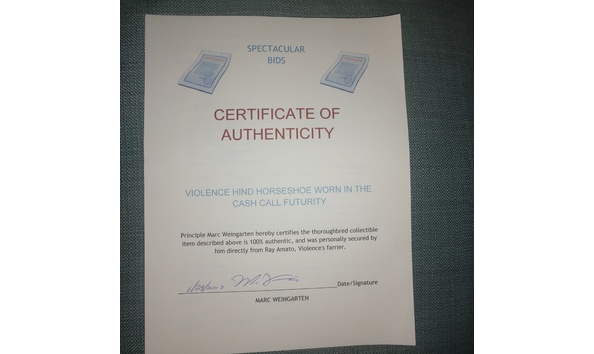 SPECTACULAR
BIDS
CERTIFICATE OF
AUTHENTICITY
VIOLENCE HIND HORSESHOE WORN IN THE
CASH CALL FUTURITY
Principle Marc Weingarten hereby certifies the thoroughbred collectible
item described above is 100% authentic, and was personally secured by
him directly from Ray Amato, Violence's farrier.
Date/Signature
MARC WEINGARTEN